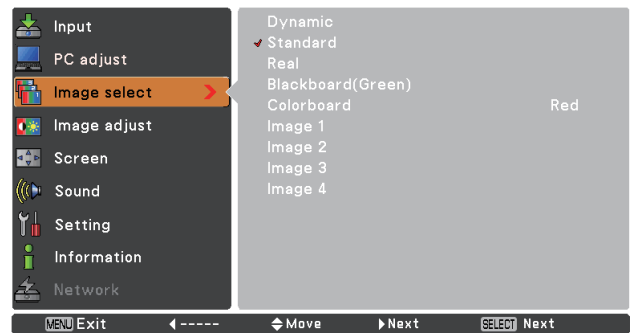 Input
PC adjust
Image select
Image adjust
Screen
Sound
Setting
Information
Network
Dynamic
Standard
Real
Blackboard(Green)
Colorboard Red
Image 1
Image 2
Image 3
Image 4
MENU Exit ----- Move Next SELECT Next